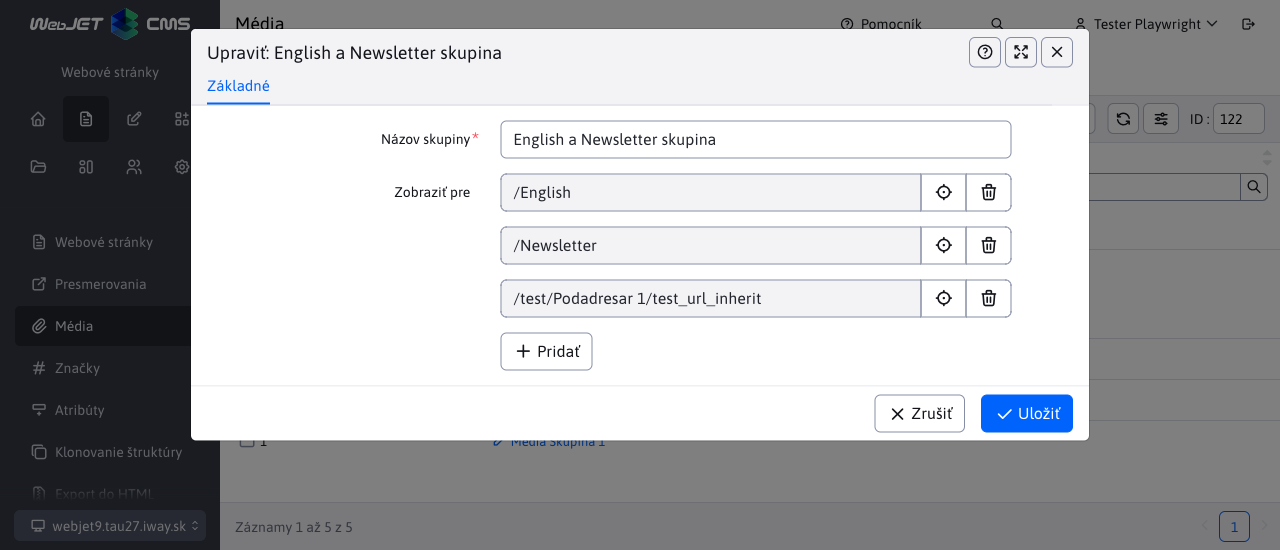 WebJET CMS
Média
Pomocník
Tester Playwright
Webové stránky
Upraviť: English a Newsletter skupina
Základné
ID :
122
Názov skupiny*
English a Newsletter skupina
Zobraziť pre
/English
/Newsletter
/test/Podadresar 1/test_url_inherit
Pridať
Zrušiť
Uložiť
Webové stránky
Presmerovania
Média
Značky
Atribúty
Klonovanie štruktúry
Export do HTML
webjet9.tau27.iway.sk
1
Média Skupina 1
Záznamy 1 až 5 z 5
1